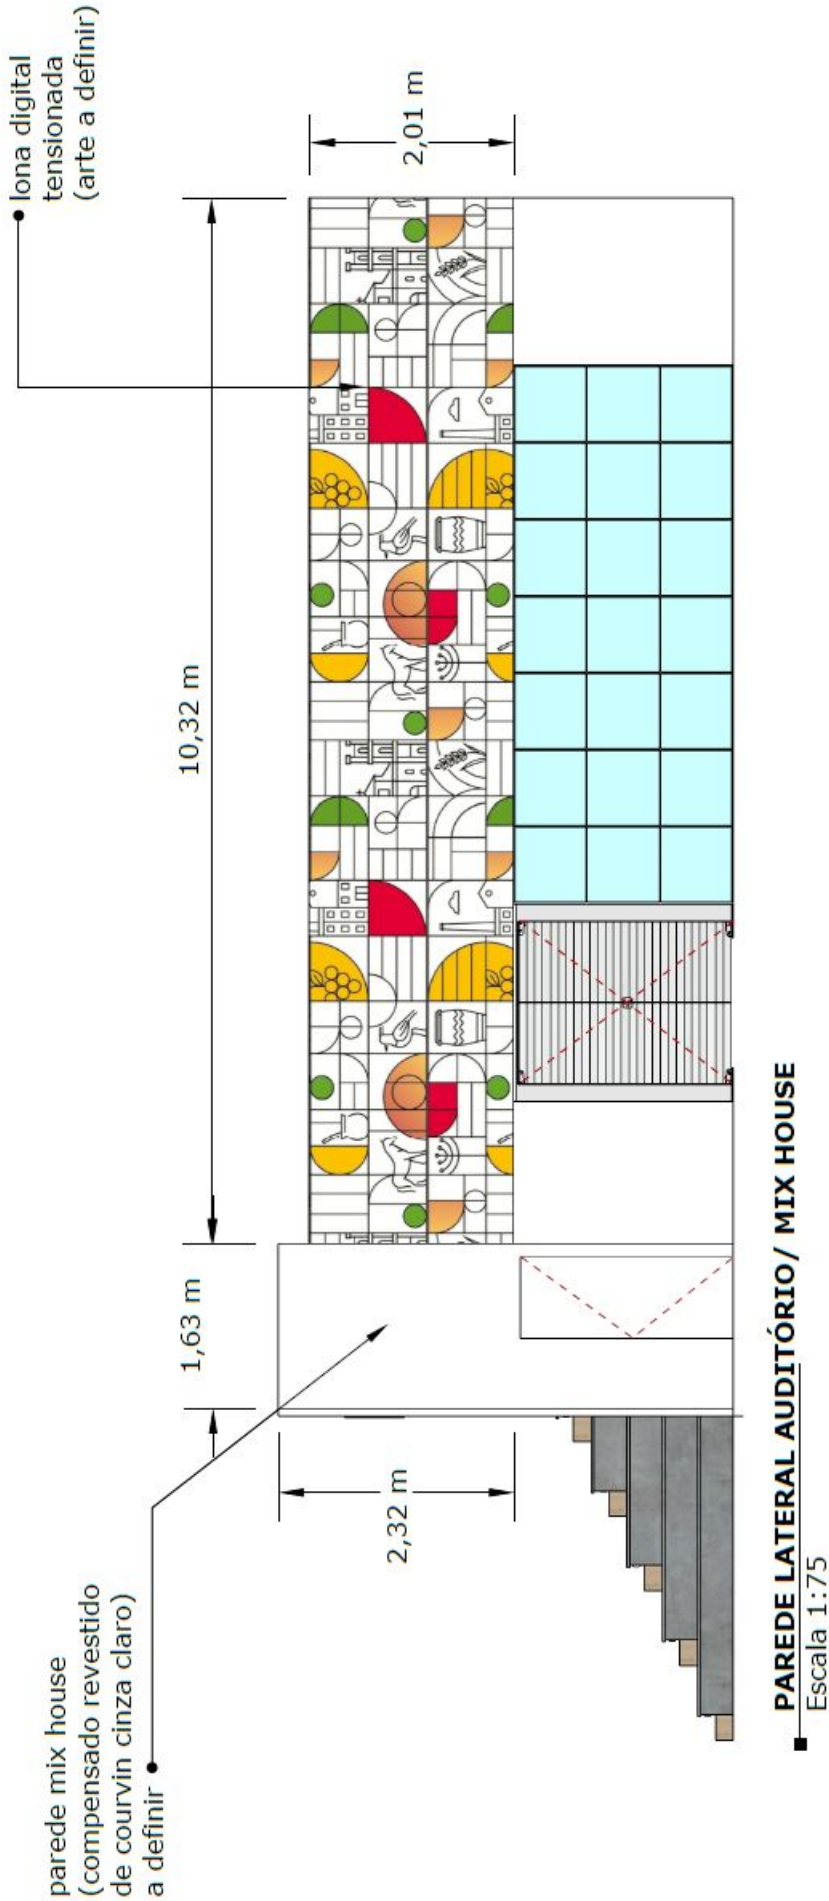 parede mix house
(compensado revestido
de courvin cinza claro)
a definir
lona digital
tensionada
(arte a definir)
1,63 m
10,32 m
2,32 m
2,01 m
PAREDE LATERAL AUDITÓRIO/ MIX HOUSE
Escala 1:75